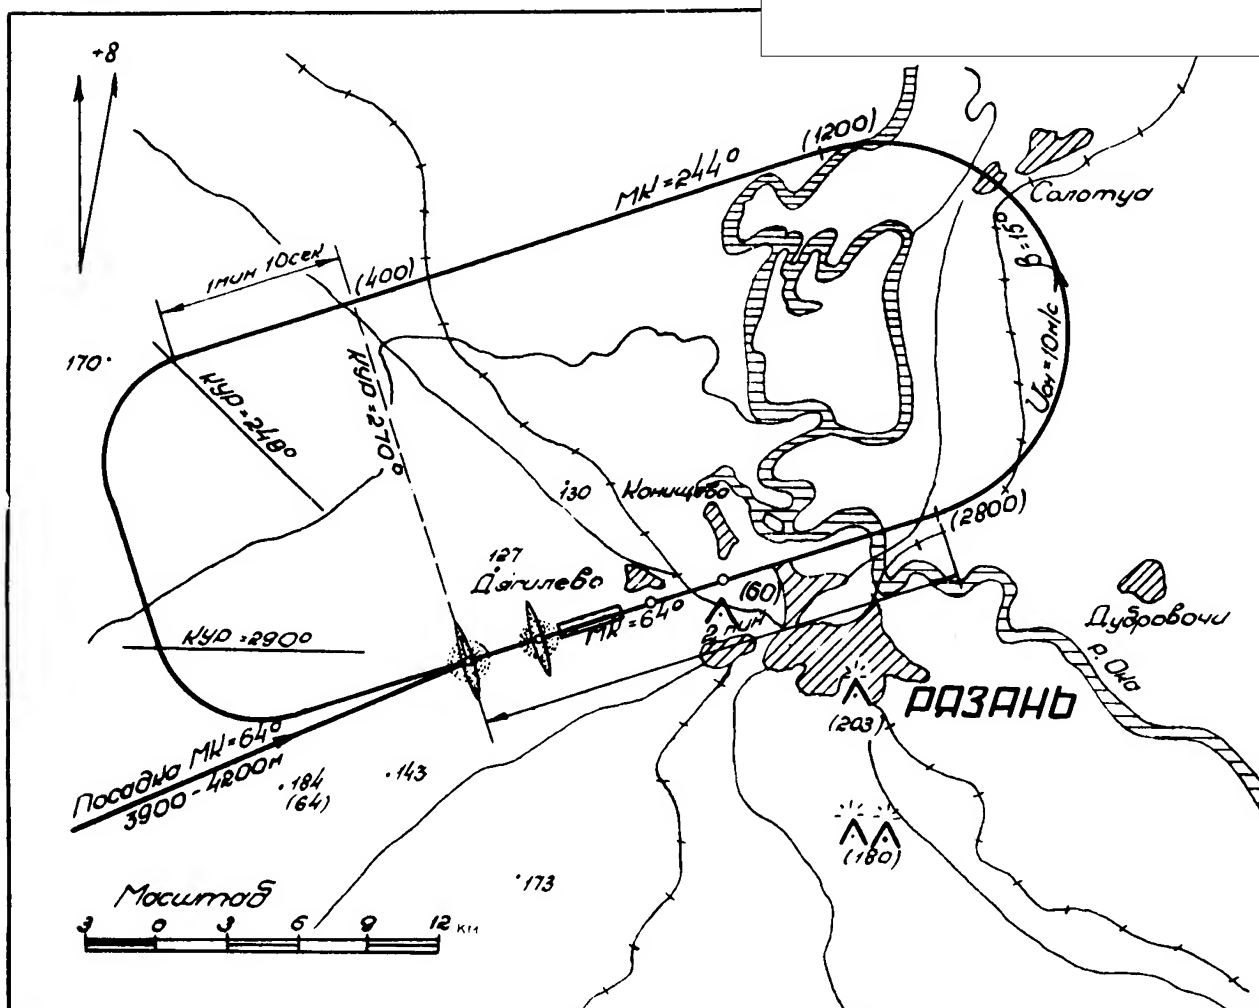 +8
(1200)
МК=244°
Солотча
1мин 10сек
(400)
β=15°
170
КУР=248°
КУР=270°
Uсн=10м/с
130
Конищево
(2800)
127
Дягилево
(60)
МК=64°
2 мин
Дубровочи
КУР=290°
р. Ока
РЯЗАНЬ
(203)
Посадка МК=64°
3900-4200м
184
(64)
143
(180)
173
Масштаб
3 0 3 6 9 12 км